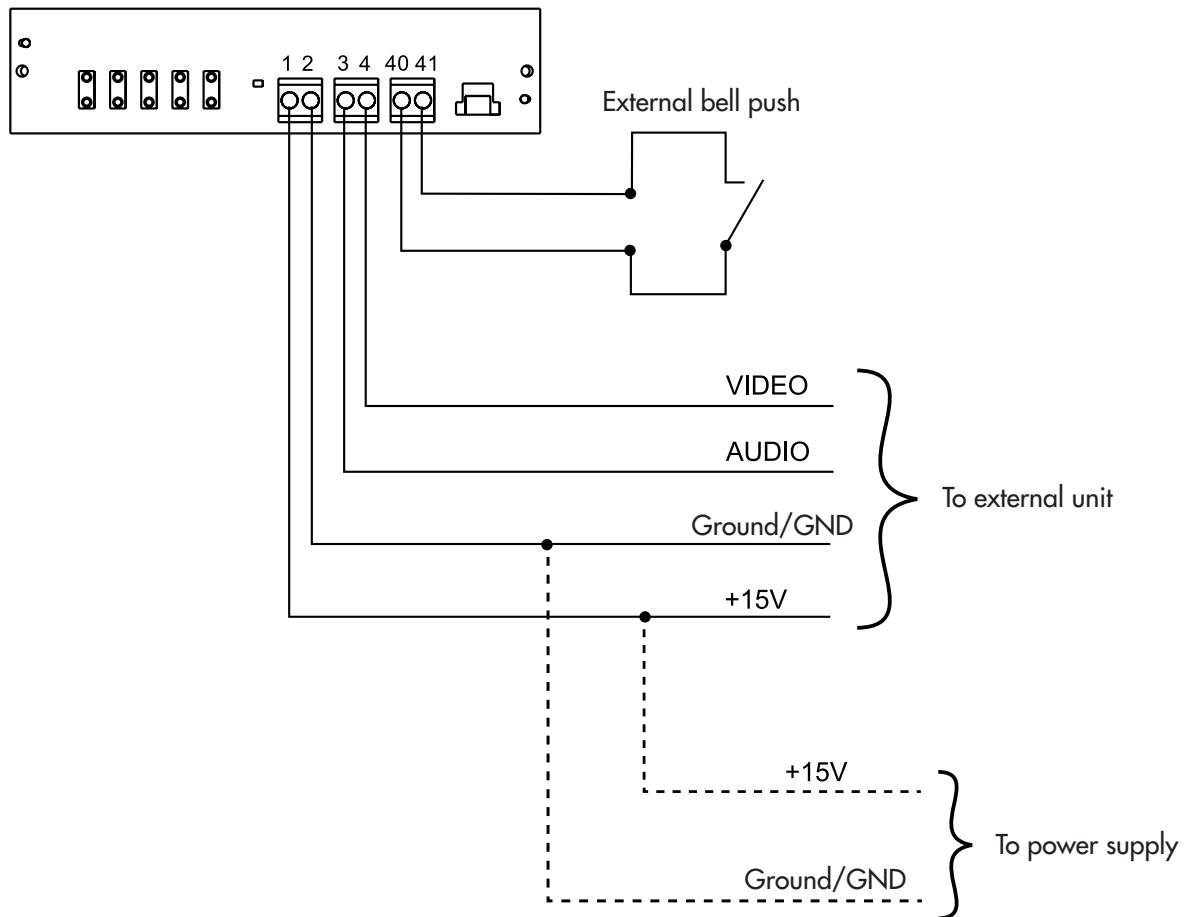 1 2 3 4 40 41
External bell push
VIDEO
AUDIO
To external unit
Ground/GND
+15V
+15V
To power supply
Ground/GND